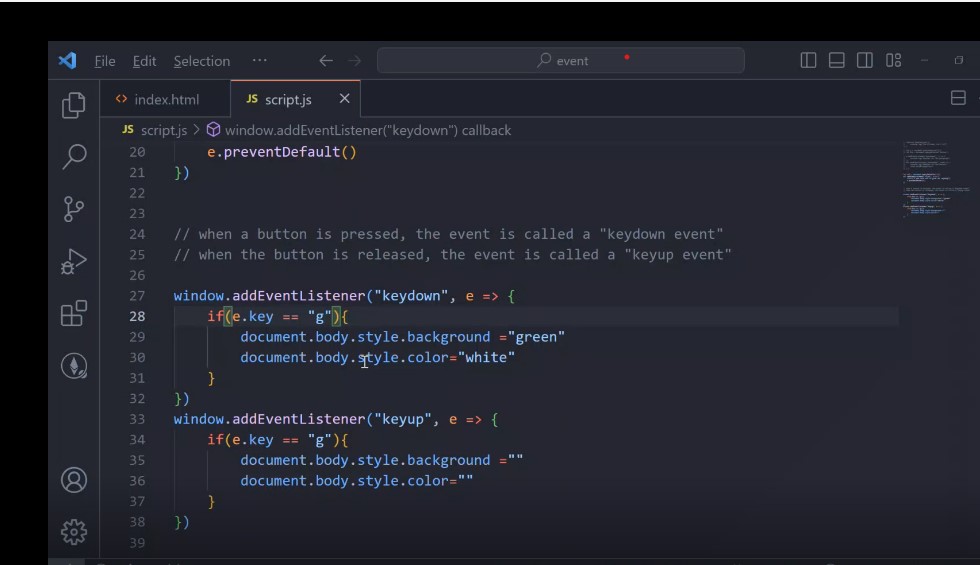 File Edit Selection ... event
index.html JS script.js
JS script.js > window.addEventListener("keydown") callback
20 e.preventDefault()
21 })
22
23
24 // when a button is pressed, the event is called a "keydown event"
25 // when the button is released, the event is called a "keyup event"
26
27 window.addEventListener("keydown", e => {
28 if(e.key == "g"){
29 document.body.style.background ="green"
30 document.body.style.color="white"
31 }
32 })
33 window.addEventListener("keyup", e => {
34 if(e.key == "g"){
35 document.body.style.background =""
36 document.body.style.color=""
37 }
38 })
39